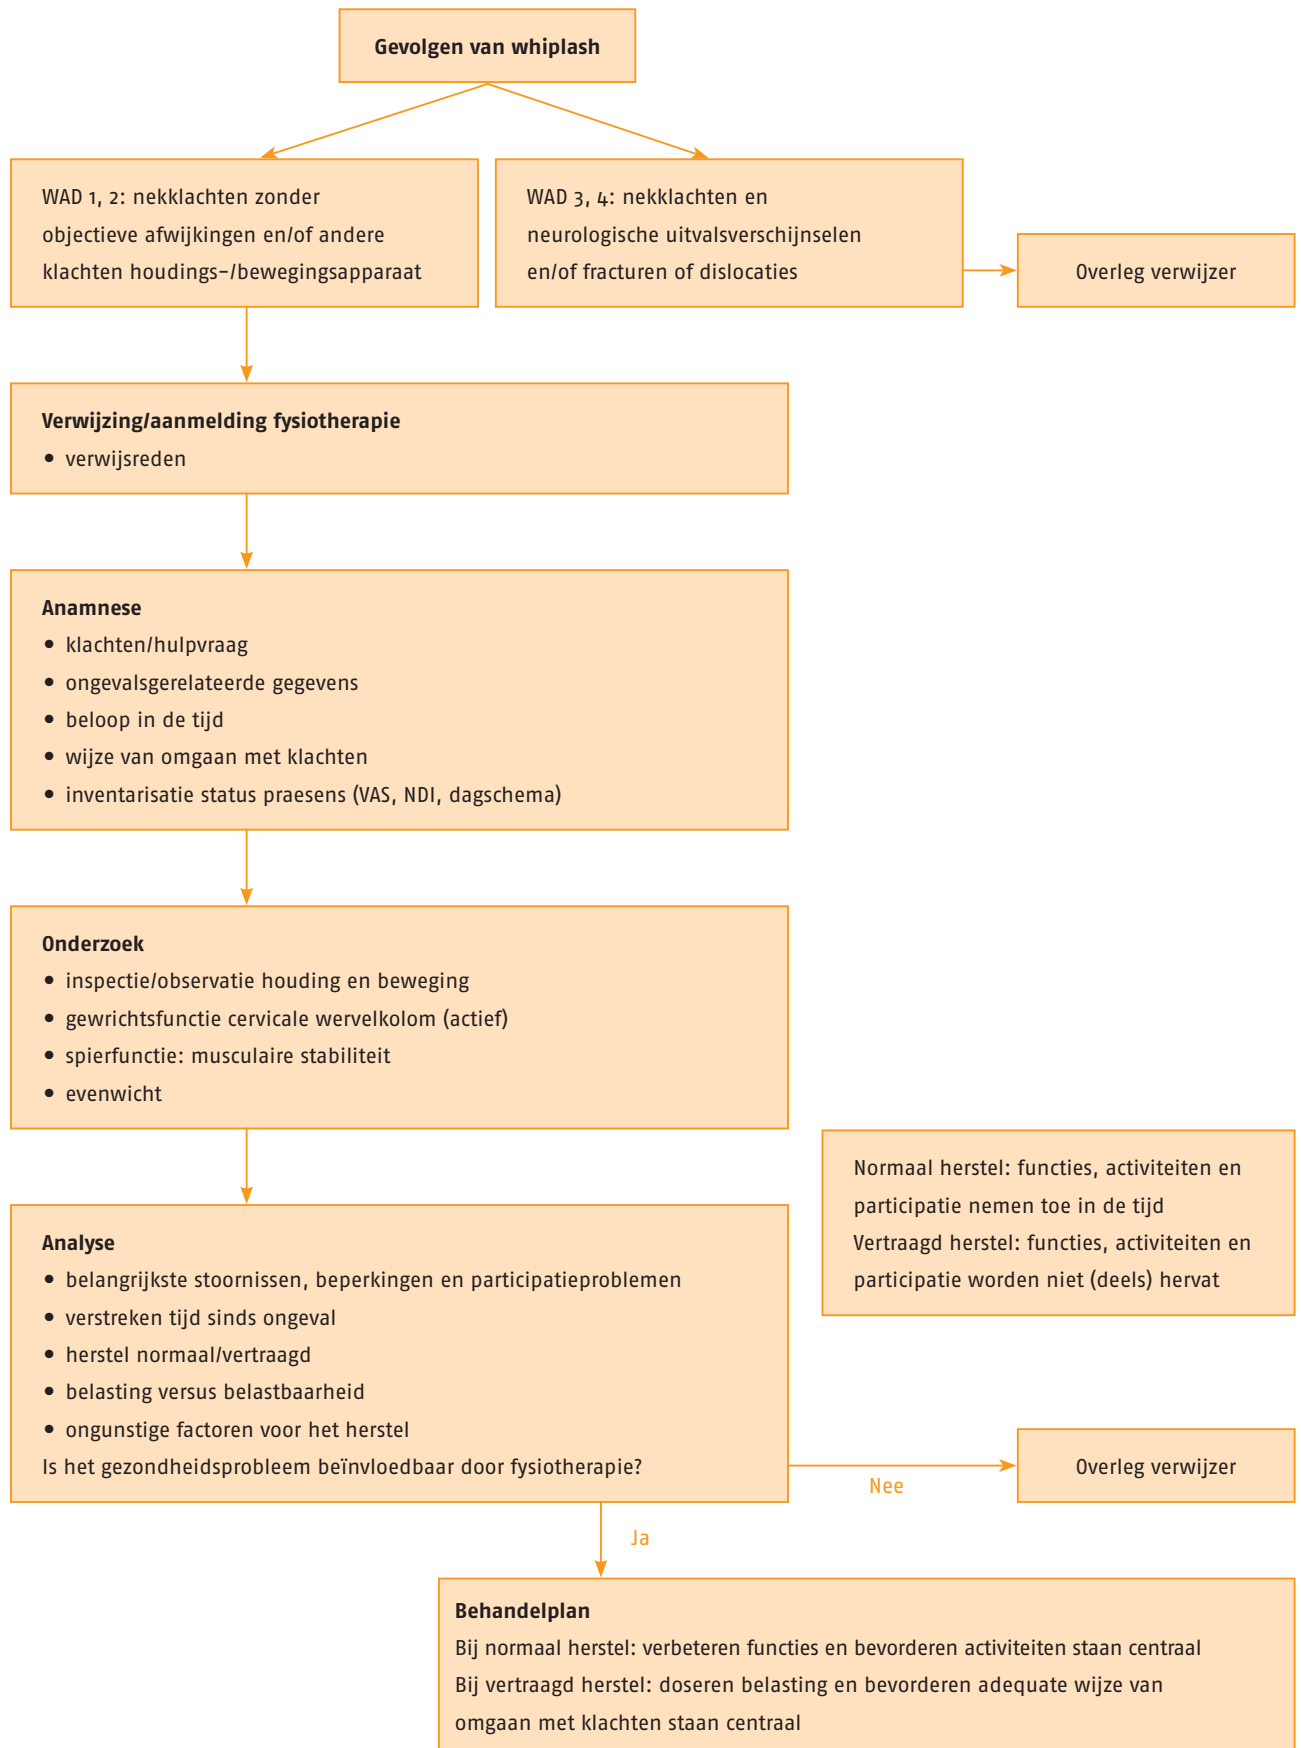 Gevolgen van whiplash
WAD 1, 2: nekklachten zonder
objectieve afwijkingen en/of andere
klachten houdings-/bewegingsapparaat
WAD 3, 4: nekklachten en
neurologische uitvalsverschijnselen
en/of fracturen of dislocaties
Overleg verwijzer
Verwijzing/aanmelding fysiotherapie
• verwijsreden
Anamnese
• klachten/hulpvraag
• ongevalsgerelateerde gegevens
• beloop in de tijd
• wijze van omgaan met klachten
• inventarisatie status praesens (VAS, NDI, dagschema)
Onderzoek
• inspectie/observatie houding en beweging
• gewrichtsfunctie cervicale wervelkolom (actief)
• spierfunctie: musculaire stabiliteit
• evenwicht
Normaal herstel: functies, activiteiten en
participatie nemen toe in de tijd
Vertraagd herstel: functies, activiteiten en
participatie worden niet (deels) hervat
Analyse
• belangrijkste stoornissen, beperkingen en participatieproblemen
• verstreken tijd sinds ongeval
• herstel normaal/vertraagd
• belasting versus belastbaarheid
• ongunstige factoren voor het herstel
Is het gezondheidsprobleem beïnvloedbaar door fysiotherapie?
Nee
Overleg verwijzer
Ja
Behandelplan
Bij normaal herstel: verbeteren functies en bevorderen activiteiten staan centraal
Bij vertraagd herstel: doseren belasting en bevorderen adequate wijze van
omgaan met klachten staan centraal